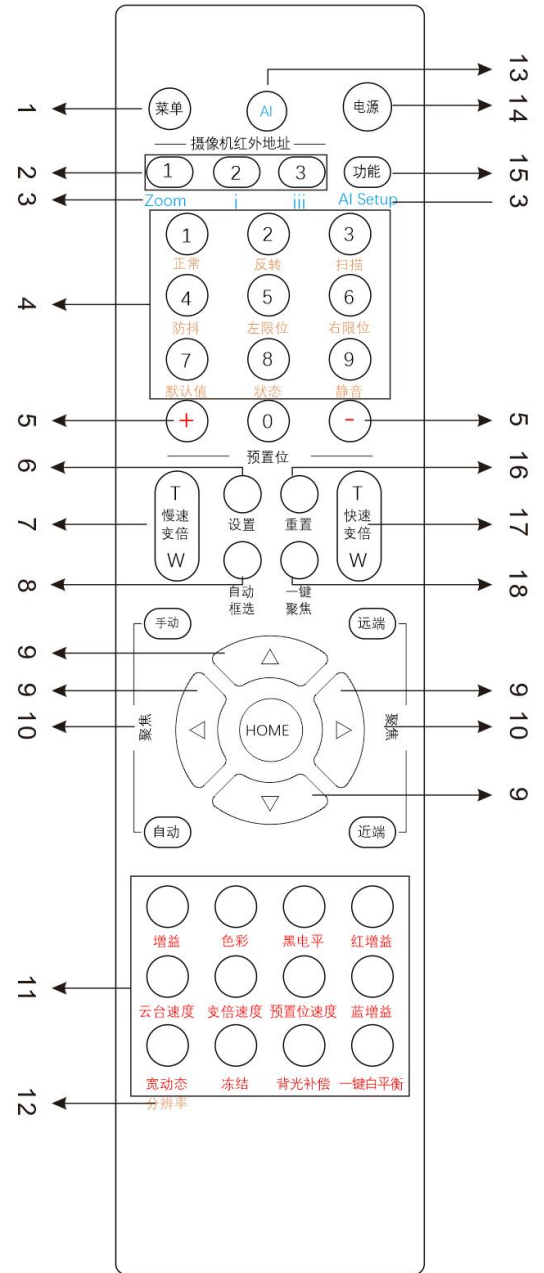 13
1 菜单 AI 电源 14
摄像机红外地址
2 1 2 3 功能 15
3 Zoom i iii AI Setup 3
1 2 3
正常 反转 扫描
4
4 5 6
防抖 左限位 右限位
7 8 9
默认值 状态 静音
5 + 0 - 5
预置位
6 16
7 T 慢速 变倍 W 设置 重置 T 快速 变倍 W 17
8 自动 框选 一键 聚焦 18
手动 远端
9 △
9 9
10 聚焦 ◁ HOME ▷ 聚焦 10
▽ 9
自动 近端
增益 色彩 黑电平 红增益
11
云台速度 变倍速度 预置位速度 蓝增益
宽动态 冻结 背光补偿 一键白平衡
12 分辨率